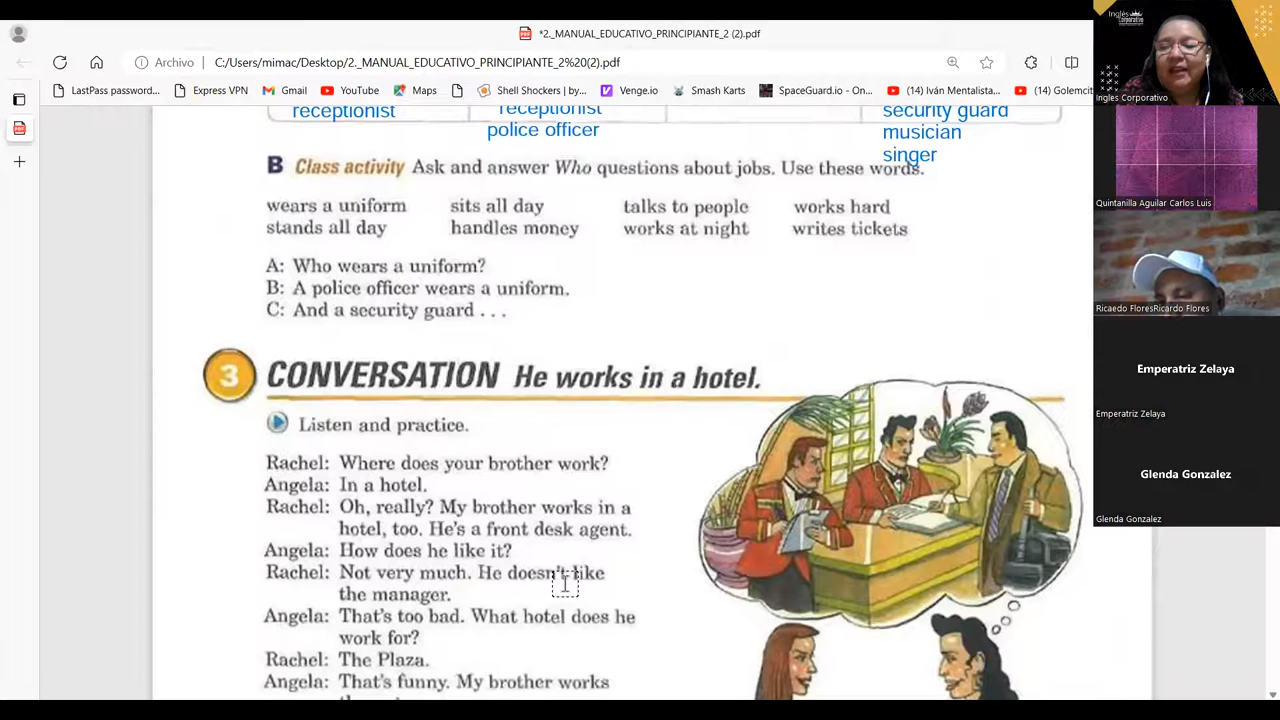 *2._MANUAL_EDUCATIVO_PRINCIPIANTE_2 (2).pdf
Archivo
C:/Users/mimac/Desktop/2._MANUAL_EDUCATIVO_PRINCIPIANTE_2%20(2).pdf
LastPass password...
Express VPN
Gmail
YouTube
Maps
Shell Shockers | by...
Venge.io
Smash Karts
SpaceGuard.io - On...
(14) Iván Mentalista...
(14) Golemcit
receptionist
receptionist
police officer
security guard
musician
singer
B Class activity Ask and answer Who questions about jobs. Use these words.
wears a uniform sits all day talks to people works hard
stands all day handles money works at night writes tickets
A: Who wears a uniform?
B: A police officer wears a uniform.
C: And a security guard . . .
3 CONVERSATION He works in a hotel.
Listen and practice.
Rachel: Where does your brother work?
Angela: In a hotel.
Rachel: Oh, really? My brother works in a
hotel, too. He's a front desk agent.
Angela: How does he like it?
Rachel: Not very much. He doesn't like
the manager.
Angela: That's too bad. What hotel does he
work for?
Rachel: The Plaza.
Angela: That's funny. My brother works
Inglés
Corporativo
Ingles Corporativo
Quintanilla Aguilar Carlos Luis
Ricaedo FloresRicardo Flores
Emperatriz Zelaya
Emperatriz Zelaya
Glenda Gonzalez
Glenda Gonzalez